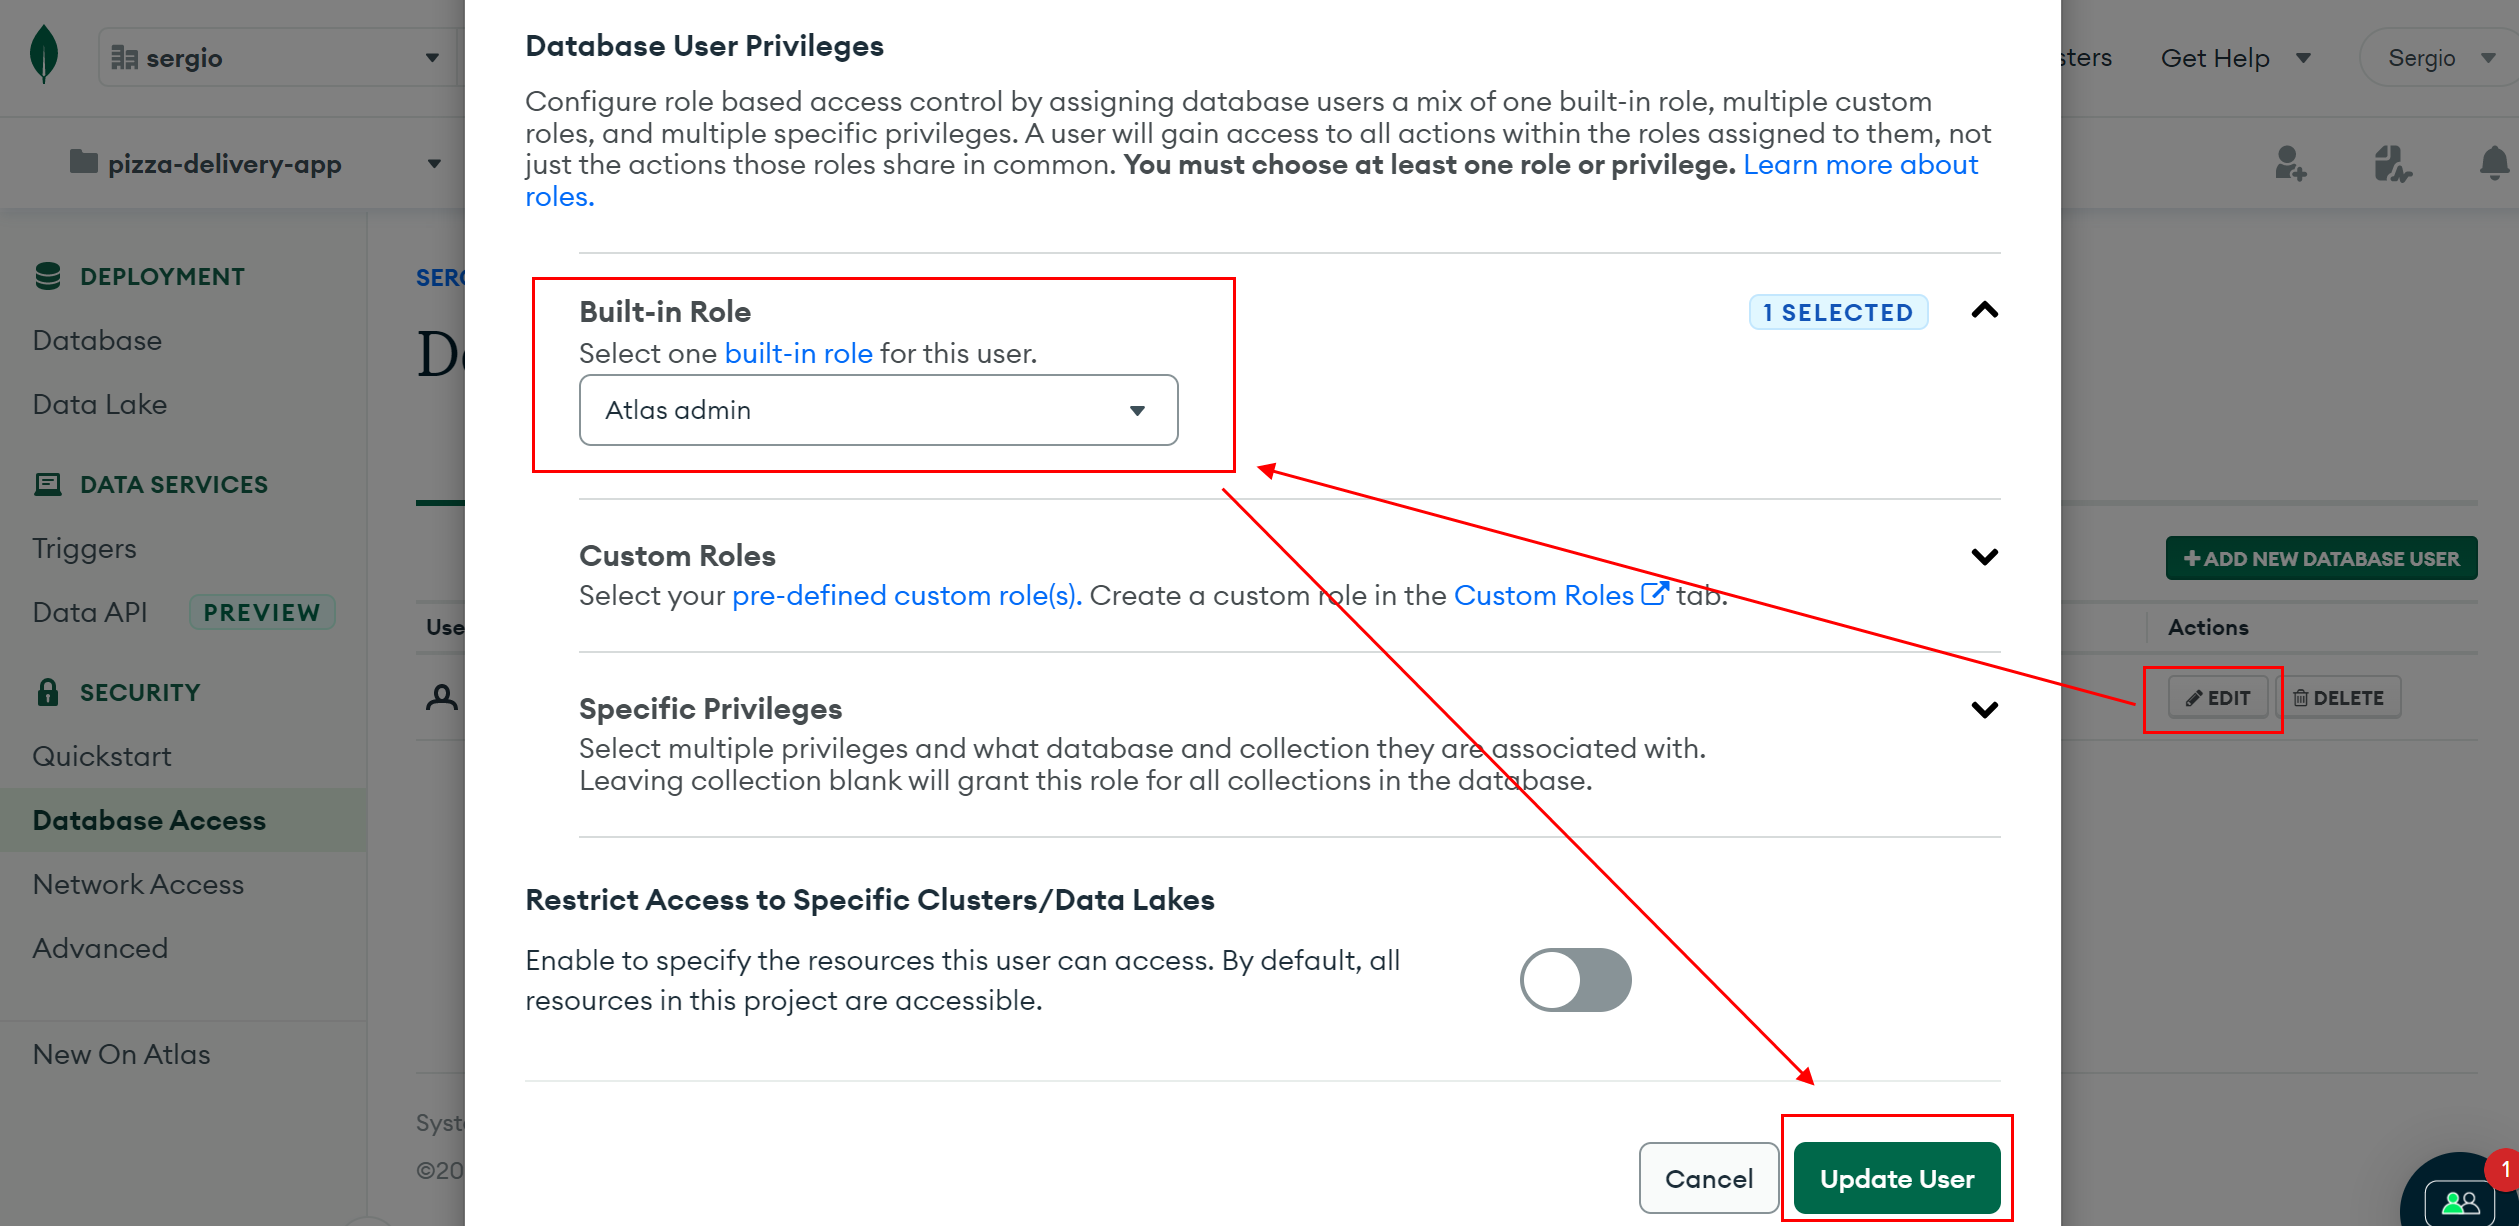 sergio
sters
Get Help
Sergio
pizza-delivery-app
DEPLOYMENT
Database
Data Lake
DATA SERVICES
Triggers
Data API PREVIEW
SECURITY
Quickstart
Database Access
Network Access
Advanced
New On Atlas
SERG
Da
Use
Syst
©20
Database User Privileges
Configure role based access control by assigning database users a mix of one built-in role, multiple custom
roles, and multiple specific privileges. A user will gain access to all actions within the roles assigned to them, not
just the actions those roles share in common. You must choose at least one role or privilege. Learn more about
roles.
Built-in Role
1 SELECTED
Select one built-in role for this user.
Atlas admin
Custom Roles
Select your pre-defined custom role(s). Create a custom role in the Custom Roles tab.
Specific Privileges
Select multiple privileges and what database and collection they are associated with.
Leaving collection blank will grant this role for all collections in the database.
Restrict Access to Specific Clusters/Data Lakes
Enable to specify the resources this user can access. By default, all
resources in this project are accessible.
Cancel
Update User
+ADD NEW DATABASE USER
Actions
EDIT
DELETE
1